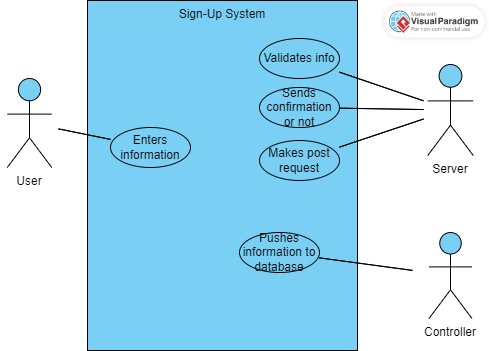 Sign-Up System
Made with
Visual Paradigm
For non-commercial use
Validates info
Sends
confirmation
or not
Enters
information
Makes post
request
User
Server
Pushes
information to
database
Controller